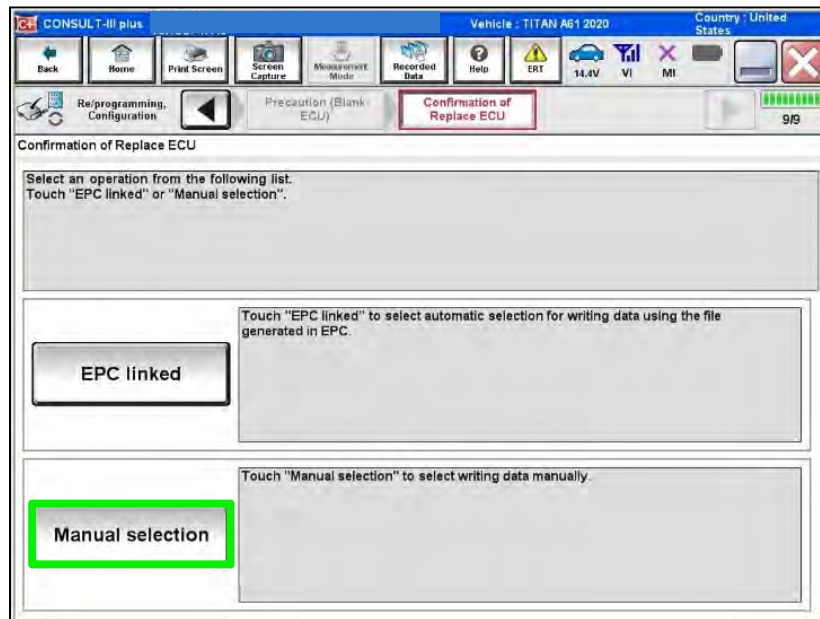 CONSULT-III plus
Vehicle : TITAN A61 2020
Country : United
States
Back
Home
Print Screen
Screen
Capture
Measurement
Mode
Recorded
Data
Help
ERT
14.4V
VI
MI
Re/programming,
Configuration
Precaution (Blank
ECU)
Confirmation of
Replace ECU
9/9
Confirmation of Replace ECU
Select an operation from the following list.
Touch "EPC linked" or "Manual selection".
EPC linked
Touch "EPC linked" to select automatic selection for writing data using the file
generated in EPC.
Manual selection
Touch "Manual selection" to select writing data manually.